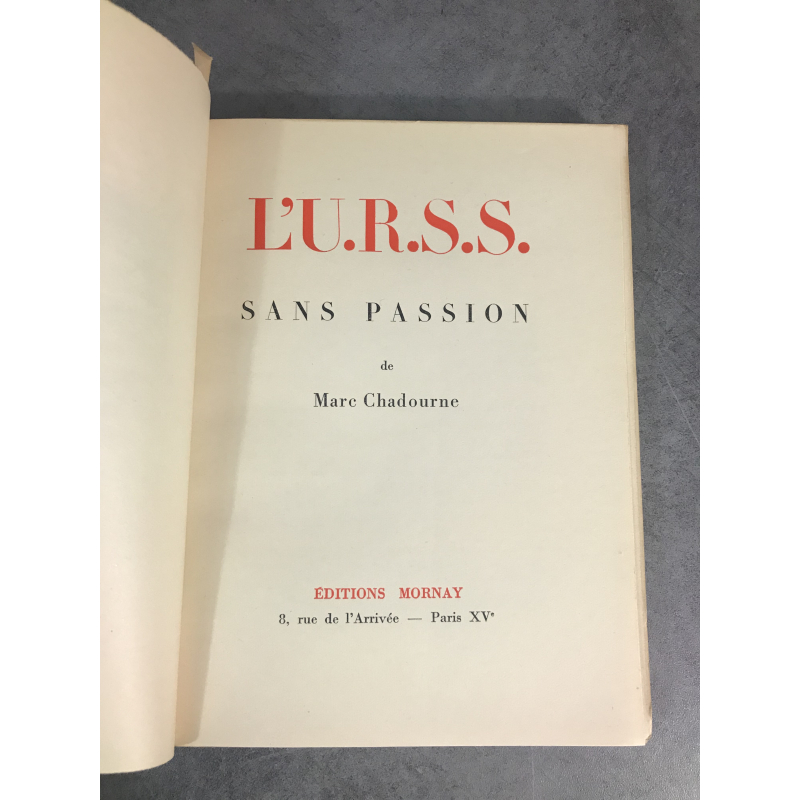 L'U.R.S.S.
SANS PASSION
de
Marc Chadourne
ÉDITIONS MORNAY
8, rue de l'Arrivée — Paris XVe